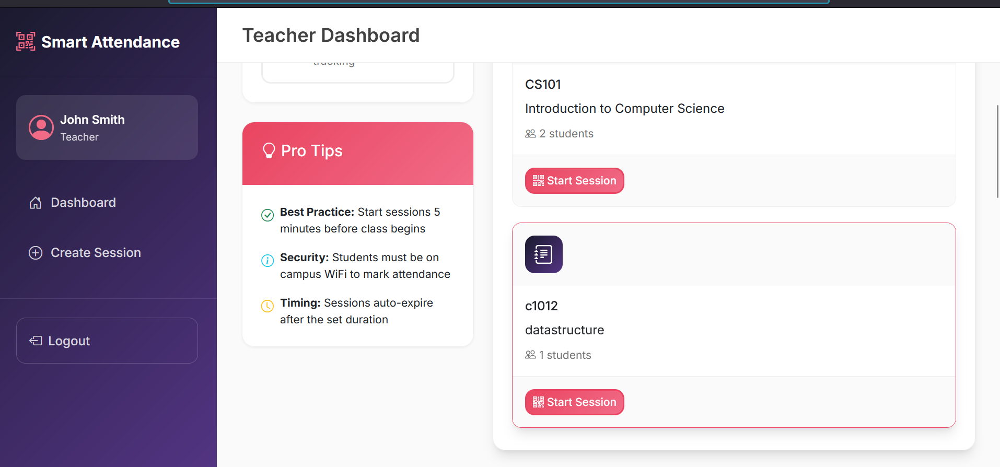 Smart Attendance
John Smith
Teacher
Dashboard
Create Session
Logout
Teacher Dashboard
tracking
Pro Tips
Best Practice: Start sessions 5
minutes before class begins
Security: Students must be on
campus WiFi to mark attendance
Timing: Sessions auto-expire
after the set duration
CS101
Introduction to Computer Science
2 students
Start Session
c1012
datastructure
1 students
Start Session